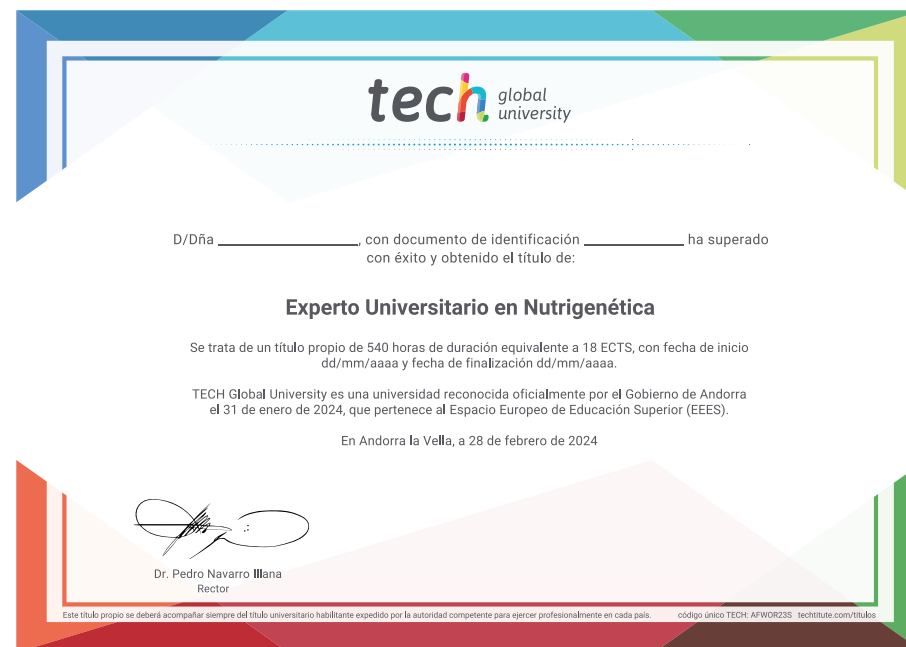 tech global
university
D/Dña ____________________, con documento de identificación ______________ ha superado
con éxito y obtenido el título de:
Experto Universitario en Nutrigenética
Se trata de un título propio de 540 horas de duración equivalente a 18 ECTS, con fecha de inicio
dd/mm/aaaa y fecha de finalización dd/mm/aaaa.
TECH Global University es una universidad reconocida oficialmente por el Gobierno de Andorra
el 31 de enero de 2024, que pertenece al Espacio Europeo de Educación Superior (EEES).
En Andorra la Vella, a 28 de febrero de 2024
Dr. Pedro Navarro Illana
Rector
Este título propio se deberá acompañar siempre del título universitario habilitante expedido por la autoridad competente para ejercer profesionalmente en cada país. código único TECH: AFWOR23S techtitute.com/titulos